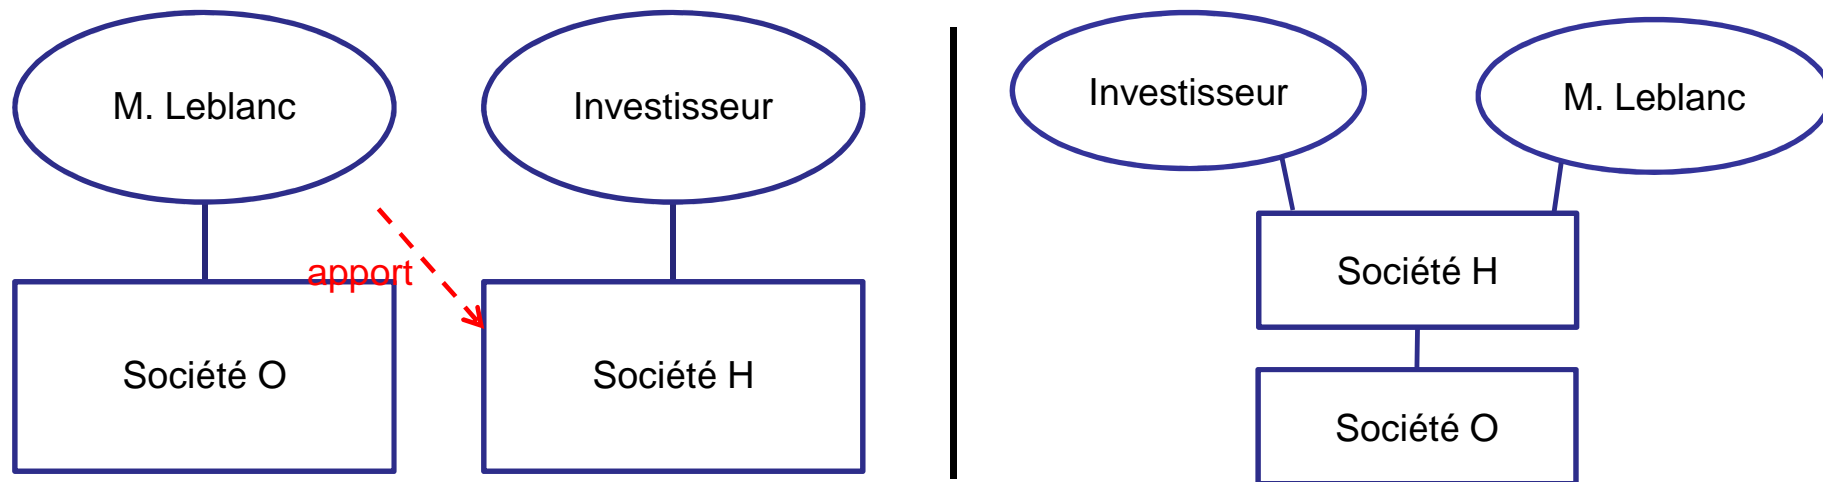 M. Leblanc
Investisseur
apport
Société O
Société H
Investisseur
M. Leblanc
Société H
Société O